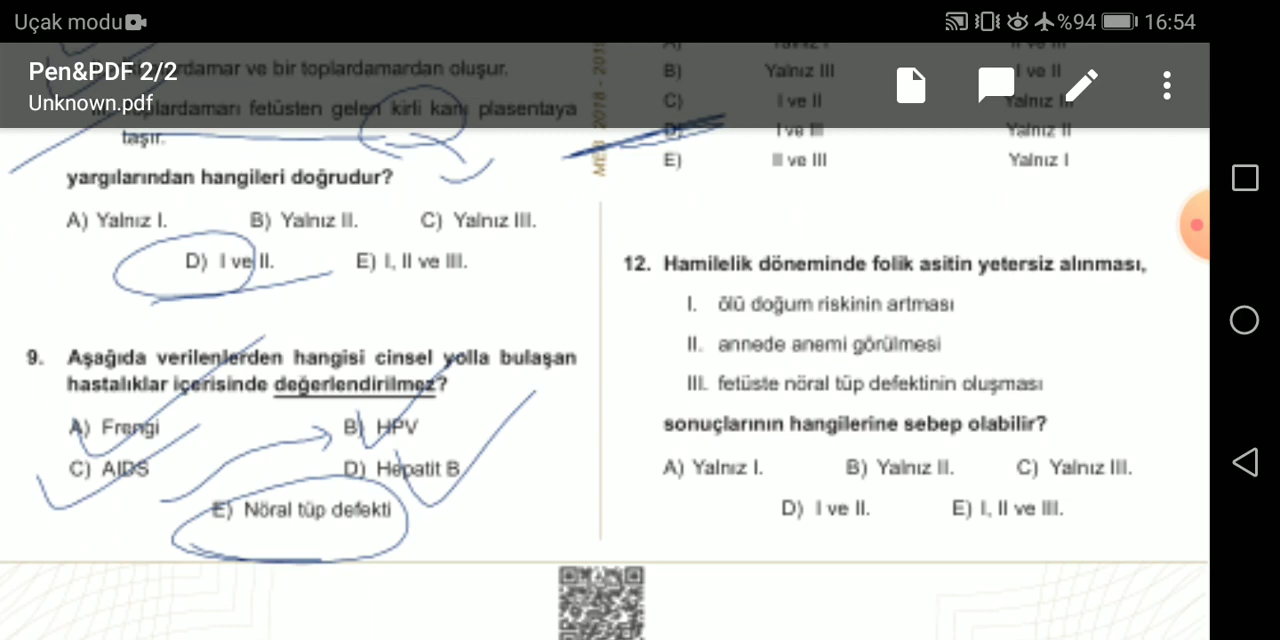 Uçak modu
%94 16:54
Pen&PDF 2/2
Unknown.pdf
damar ve bir toplardamardan oluşur.
plardamarı fetüsten gelen kirli kanı plasentaya
taşır.
yargılarından hangileri doğrudur?
A) Yalnız I. B) Yalnız II. C) Yalnız III.
D) I ve II. E) I, II ve III.
9. Aşağıda verilenlerden hangisi cinsel yolla bulaşan
hastalıklar içerisinde değerlendirilmez?
A) Frengi B) HPV
C) AIDS D) Hepatit B
E) Nöral tüp defekti
B) Yalnız III I ve II
C) I ve II Yalnız III
D) I ve III Yalnız II
E) II ve III Yalnız I
12. Hamilelik döneminde folik asitin yetersiz alınması,
I. ölü doğum riskinin artması
II. annede anemi görülmesi
III. fetüste nöral tüp defektinin oluşması
sonuçlarının hangilerine sebep olabilir?
A) Yalnız I. B) Yalnız II. C) Yalnız III.
D) I ve II. E) I, II ve III.